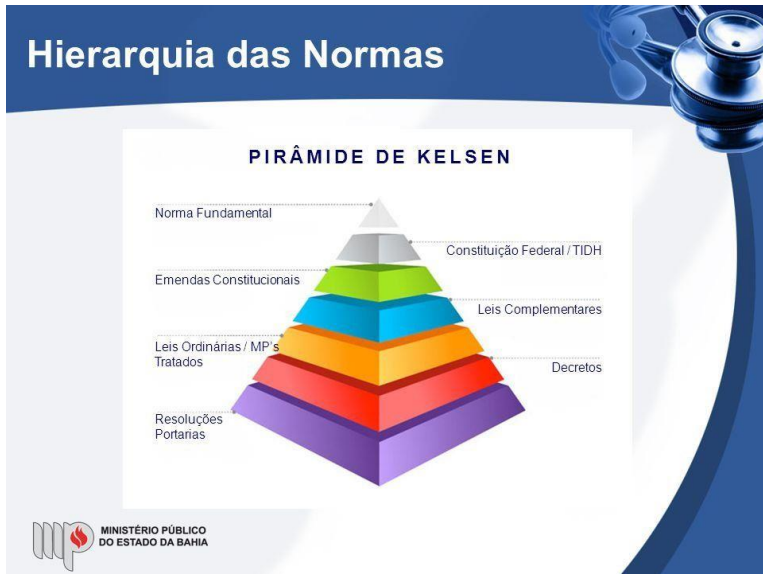 Hierarquia das Normas
PIRÂMIDE DE KELSEN
Norma Fundamental
Constituição Federal / TIDH
Emendas Constitucionais
Leis Complementares
Leis Ordinárias / MP's
Tratados
Decretos
Resoluções
Portarias
mp
MINISTÉRIO PÚBLICO
DO ESTADO DA BAHIA